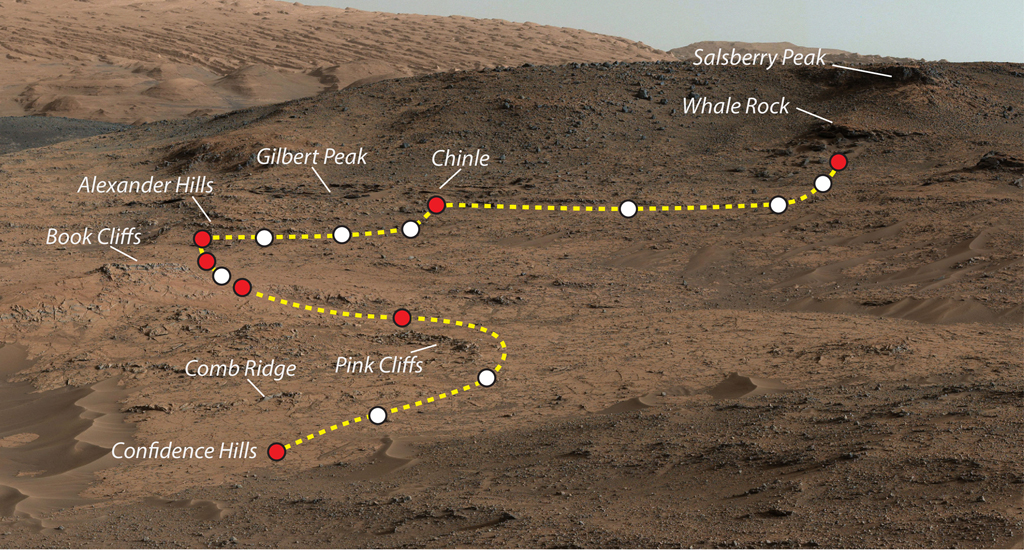 Salsberry Peak
Whale Rock
Gilbert Peak
Chinle
Alexander Hills
Book Cliffs
Pink Cliffs
Comb Ridge
Confidence Hills